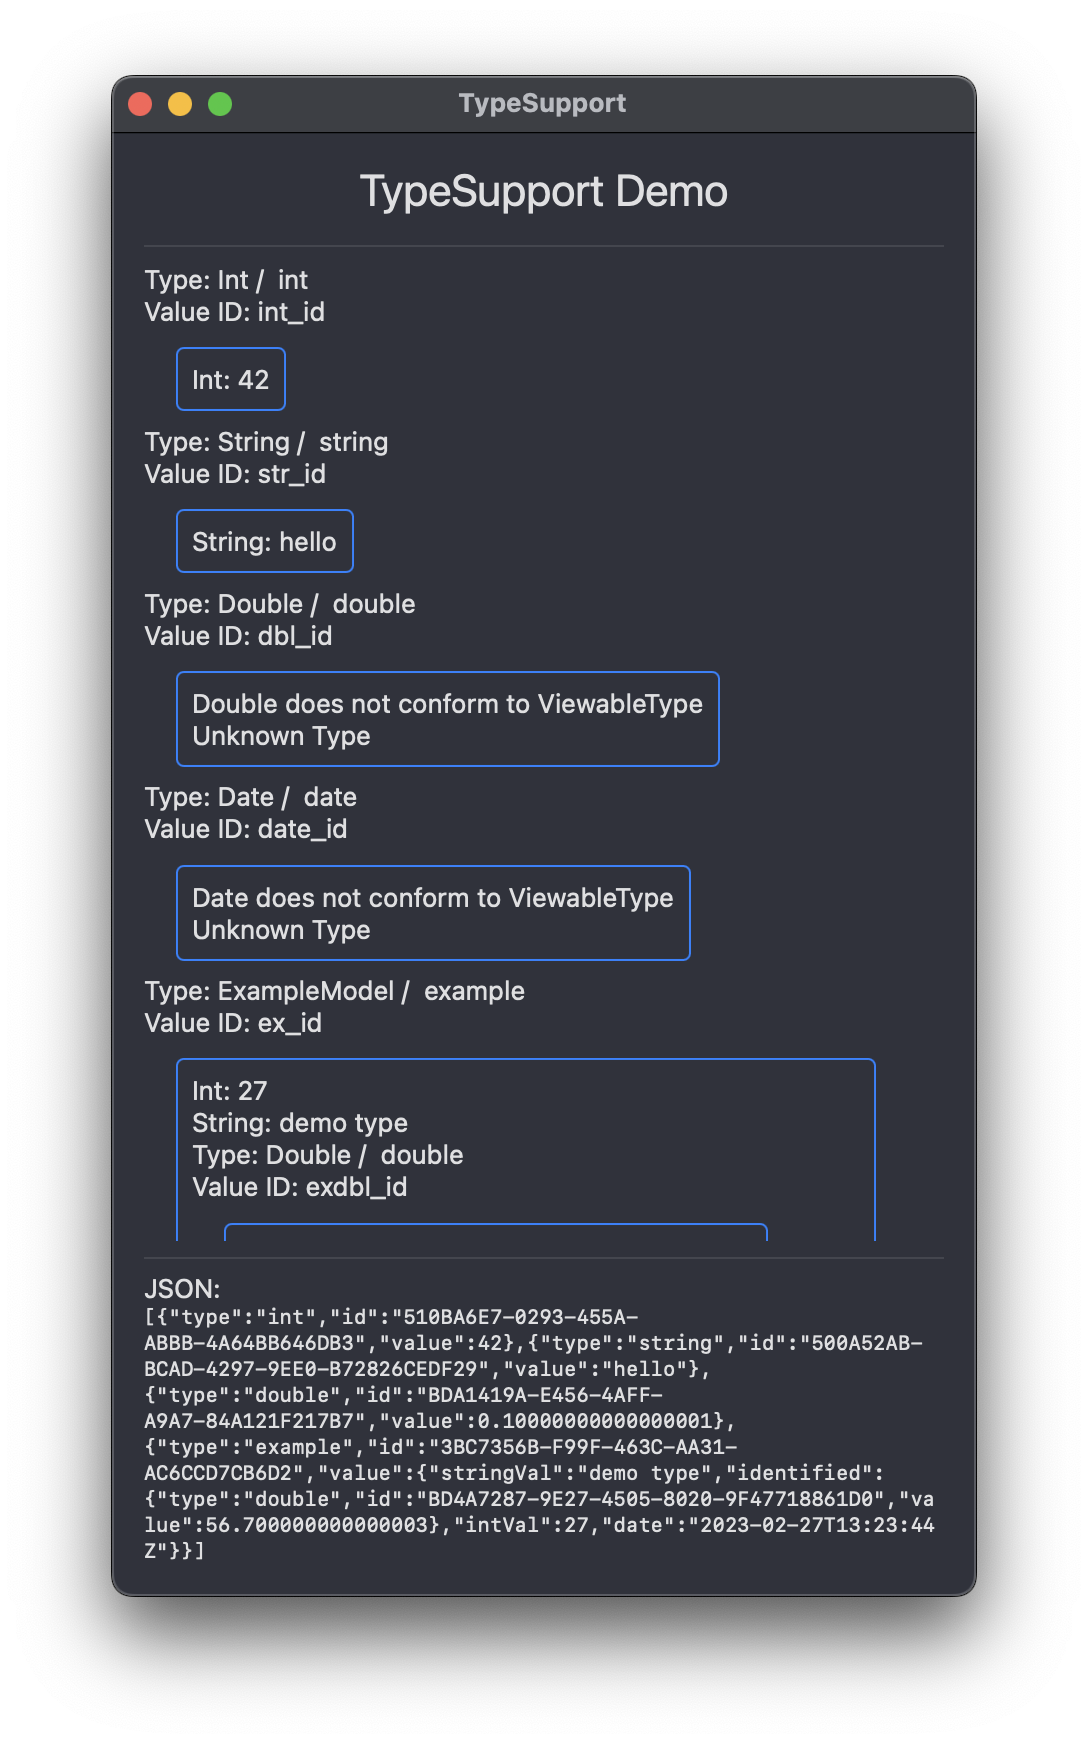 TypeSupport
TypeSupport Demo
Type: Int /  int
Value ID: int_id
Int: 42
Type: String /  string
Value ID: str_id
String: hello
Type: Double /  double
Value ID: dbl_id
Double does not conform to ViewableType
Unknown Type
Type: Date /  date
Value ID: date_id
Date does not conform to ViewableType
Unknown Type
Type: ExampleModel /  example
Value ID: ex_id
Int: 27
String: demo type
Type: Double /  double
Value ID: exdbl_id
JSON:
[{"type":"int","id":"510BA6E7-0293-455A-
ABBB-4A64BB646DB3","value":42},{"type":"string","id":"500A52AB-
BCAD-4297-9EE0-B72826CEDF29","value":"hello"},
{"type":"double","id":"BDA1419A-E456-4AFF-
A9A7-84A121F217B7","value":0.10000000000000001},
{"type":"example","id":"3BC7356B-F99F-463C-AA31-
AC6CCD7CB6D2","value":{"stringVal":"demo type","identified":
{"type":"double","id":"BD4A7287-9E27-4505-8020-9F47718861D0","va
lue":56.700000000000003},"intVal":27,"date":"2023-02-27T13:23:44
Z"}}]